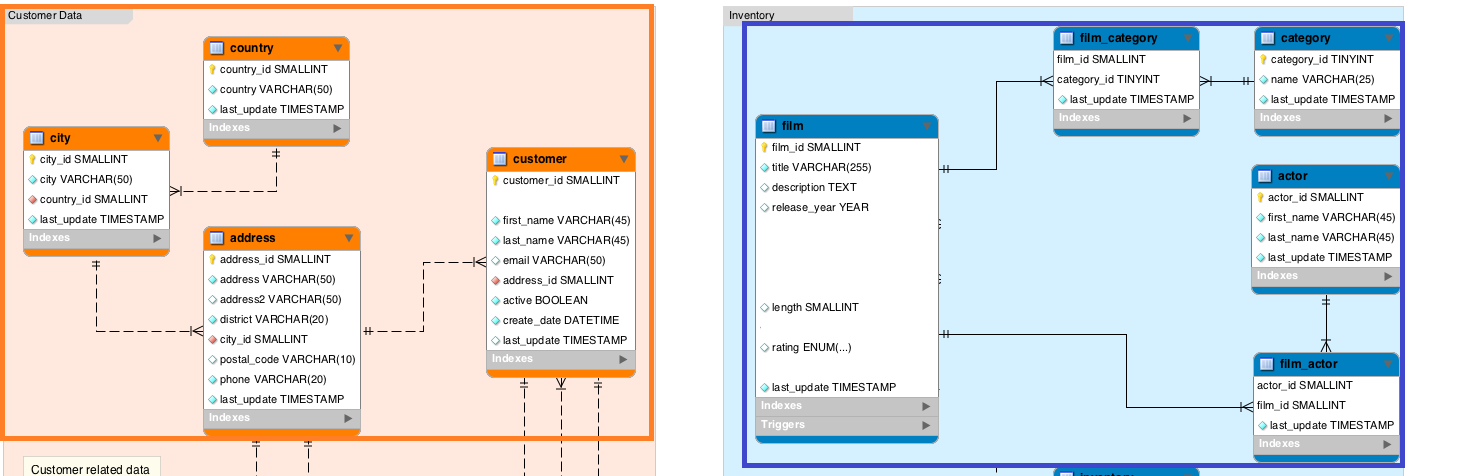 Customer Data
country
country_id SMALLINT
country VARCHAR(50)
last_update TIMESTAMP
Indexes
city
city_id SMALLINT
city VARCHAR(50)
country_id SMALLINT
last_update TIMESTAMP
Indexes
address
address_id SMALLINT
address VARCHAR(50)
address2 VARCHAR(50)
district VARCHAR(20)
city_id SMALLINT
postal_code VARCHAR(10)
phone VARCHAR(20)
last_update TIMESTAMP
Indexes
customer
customer_id SMALLINT
first_name VARCHAR(45)
last_name VARCHAR(45)
email VARCHAR(50)
address_id SMALLINT
active BOOLEAN
create_date DATETIME
last_update TIMESTAMP
Indexes
Customer related data
Inventory
film
film_id SMALLINT
title VARCHAR(255)
description TEXT
release_year YEAR
length SMALLINT
rating ENUM(...)
last_update TIMESTAMP
Indexes
Triggers
film_category
film_id SMALLINT
category_id TINYINT
last_update TIMESTAMP
Indexes
category
category_id TINYINT
name VARCHAR(25)
last_update TIMESTAMP
Indexes
actor
actor_id SMALLINT
first_name VARCHAR(45)
last_name VARCHAR(45)
last_update TIMESTAMP
Indexes
film_actor
actor_id SMALLINT
film_id SMALLINT
last_update TIMESTAMP
Indexes